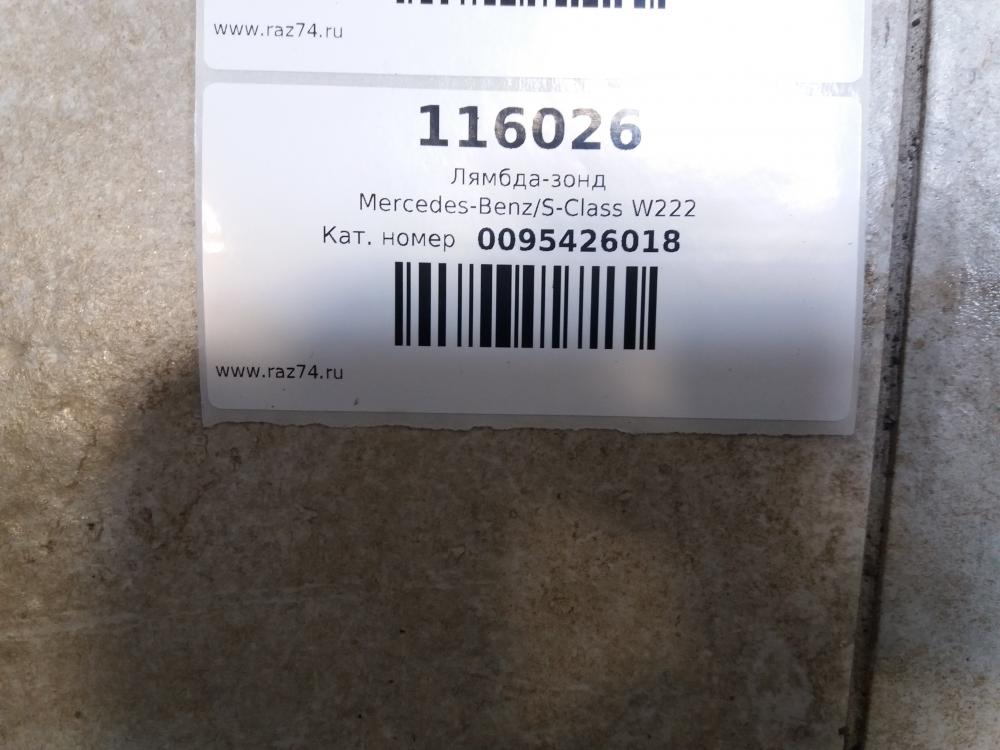 www.raz74.ru
116026
Лямбда-зонд
Mercedes-Benz/S-Class W222
Кат. номер 0095426018
www.raz74.ru